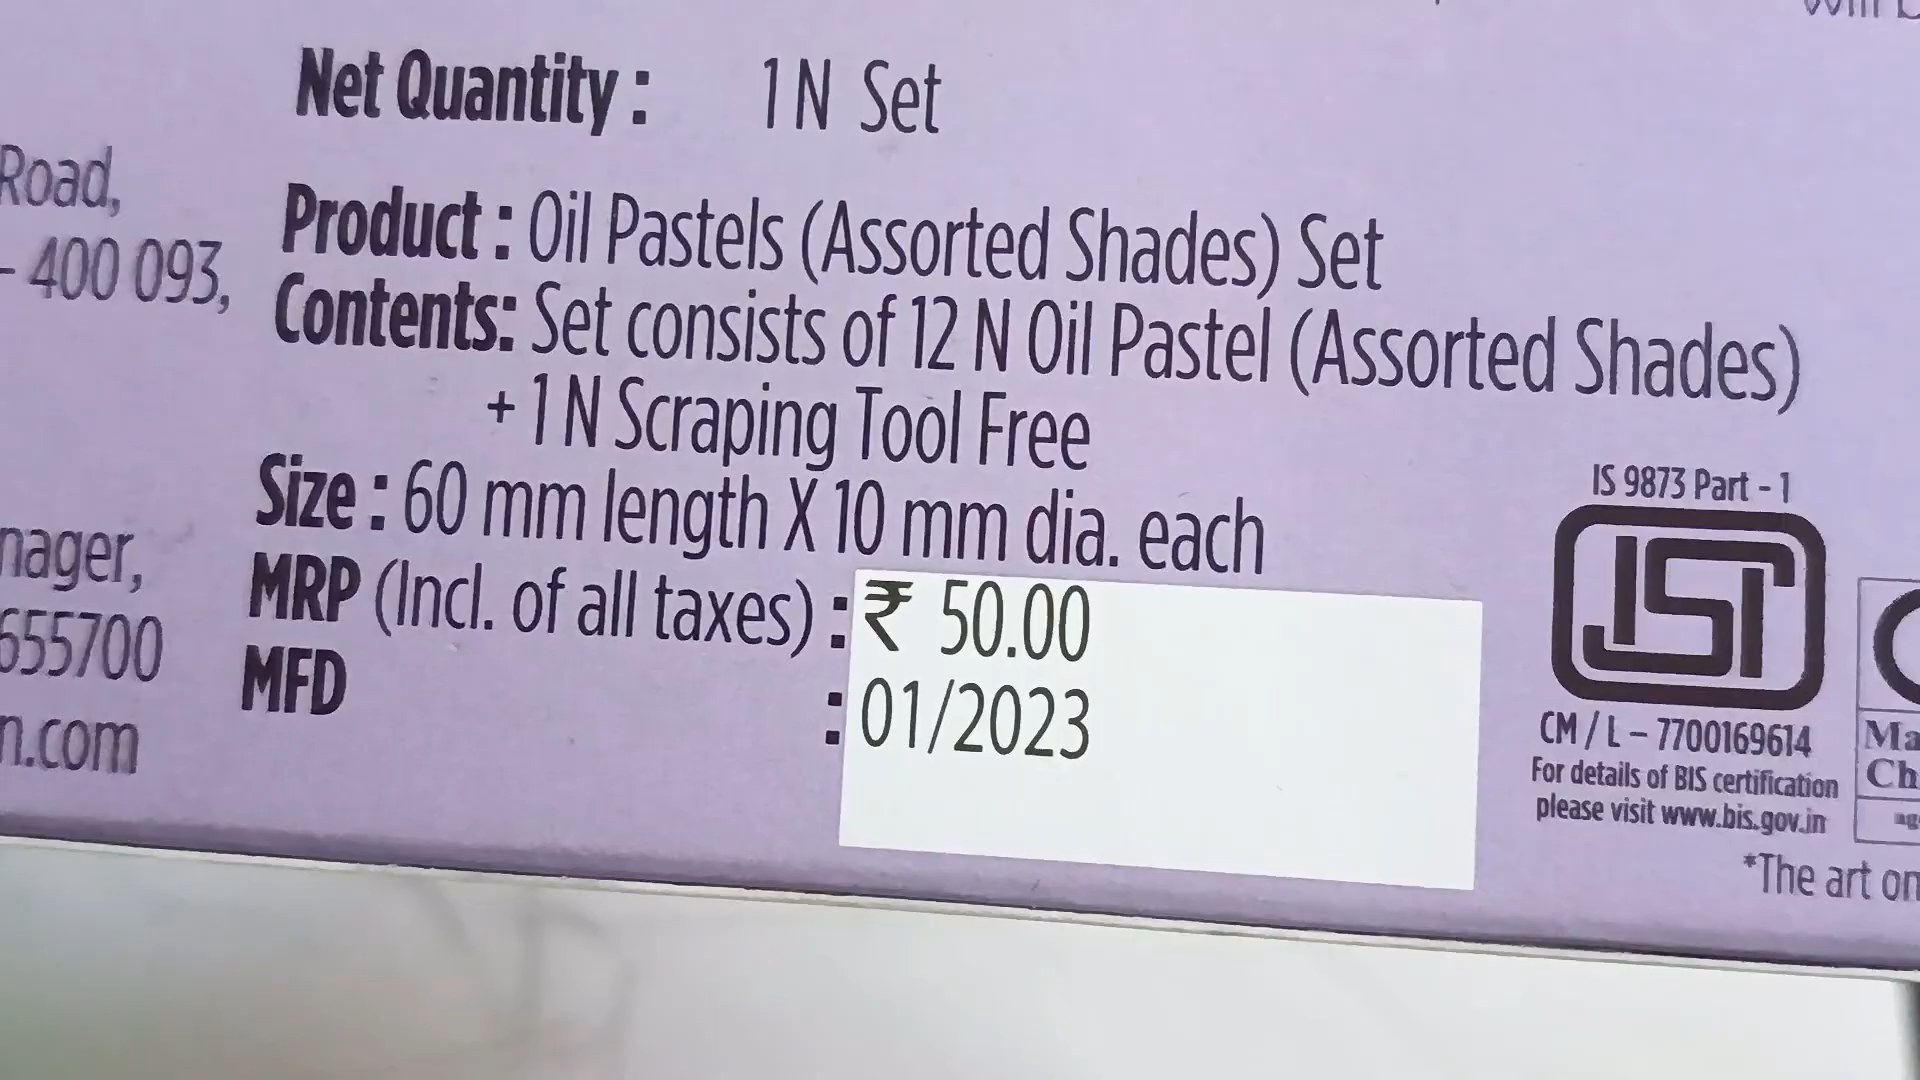 Net Quantity : 1 N Set
Road,
- 400 093,
Product : Oil Pastels (Assorted Shades) Set
Contents: Set consists of 12 N Oil Pastel (Assorted Shades)
+ 1 N Scraping Tool Free
Size : 60 mm length X 10 mm dia. each
nager,
MRP (Incl. of all taxes) : ₹ 50.00
655700
MFD : 01/2023
n.com
IS 9873 Part - 1
ISI
CM / L - 7700169614
For details of BIS certification
please visit www.bis.gov.in
Ma
Ch
*The art on